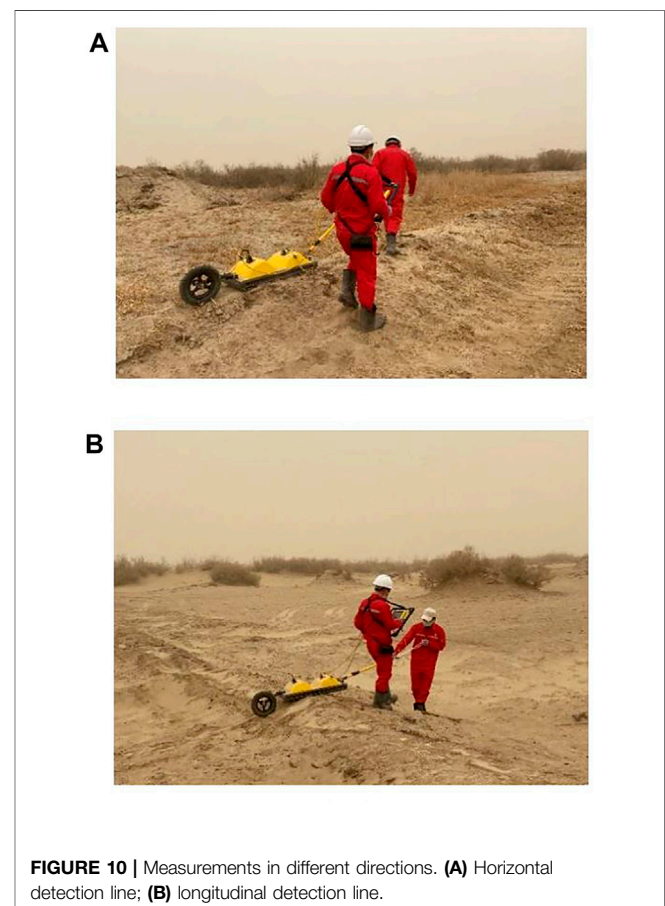 A
B
FIGURE 10 | Measurements in different directions. (A) Horizontal
detection line; (B) longitudinal detection line.